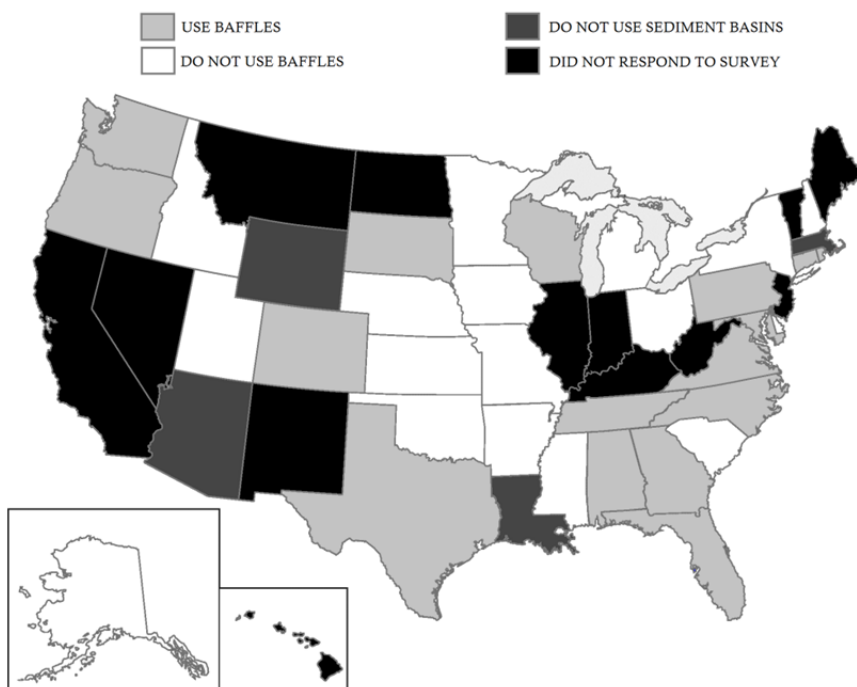 USE BAFFLES
DO NOT USE SEDIMENT BASINS
DO NOT USE BAFFLES
DID NOT RESPOND TO SURVEY